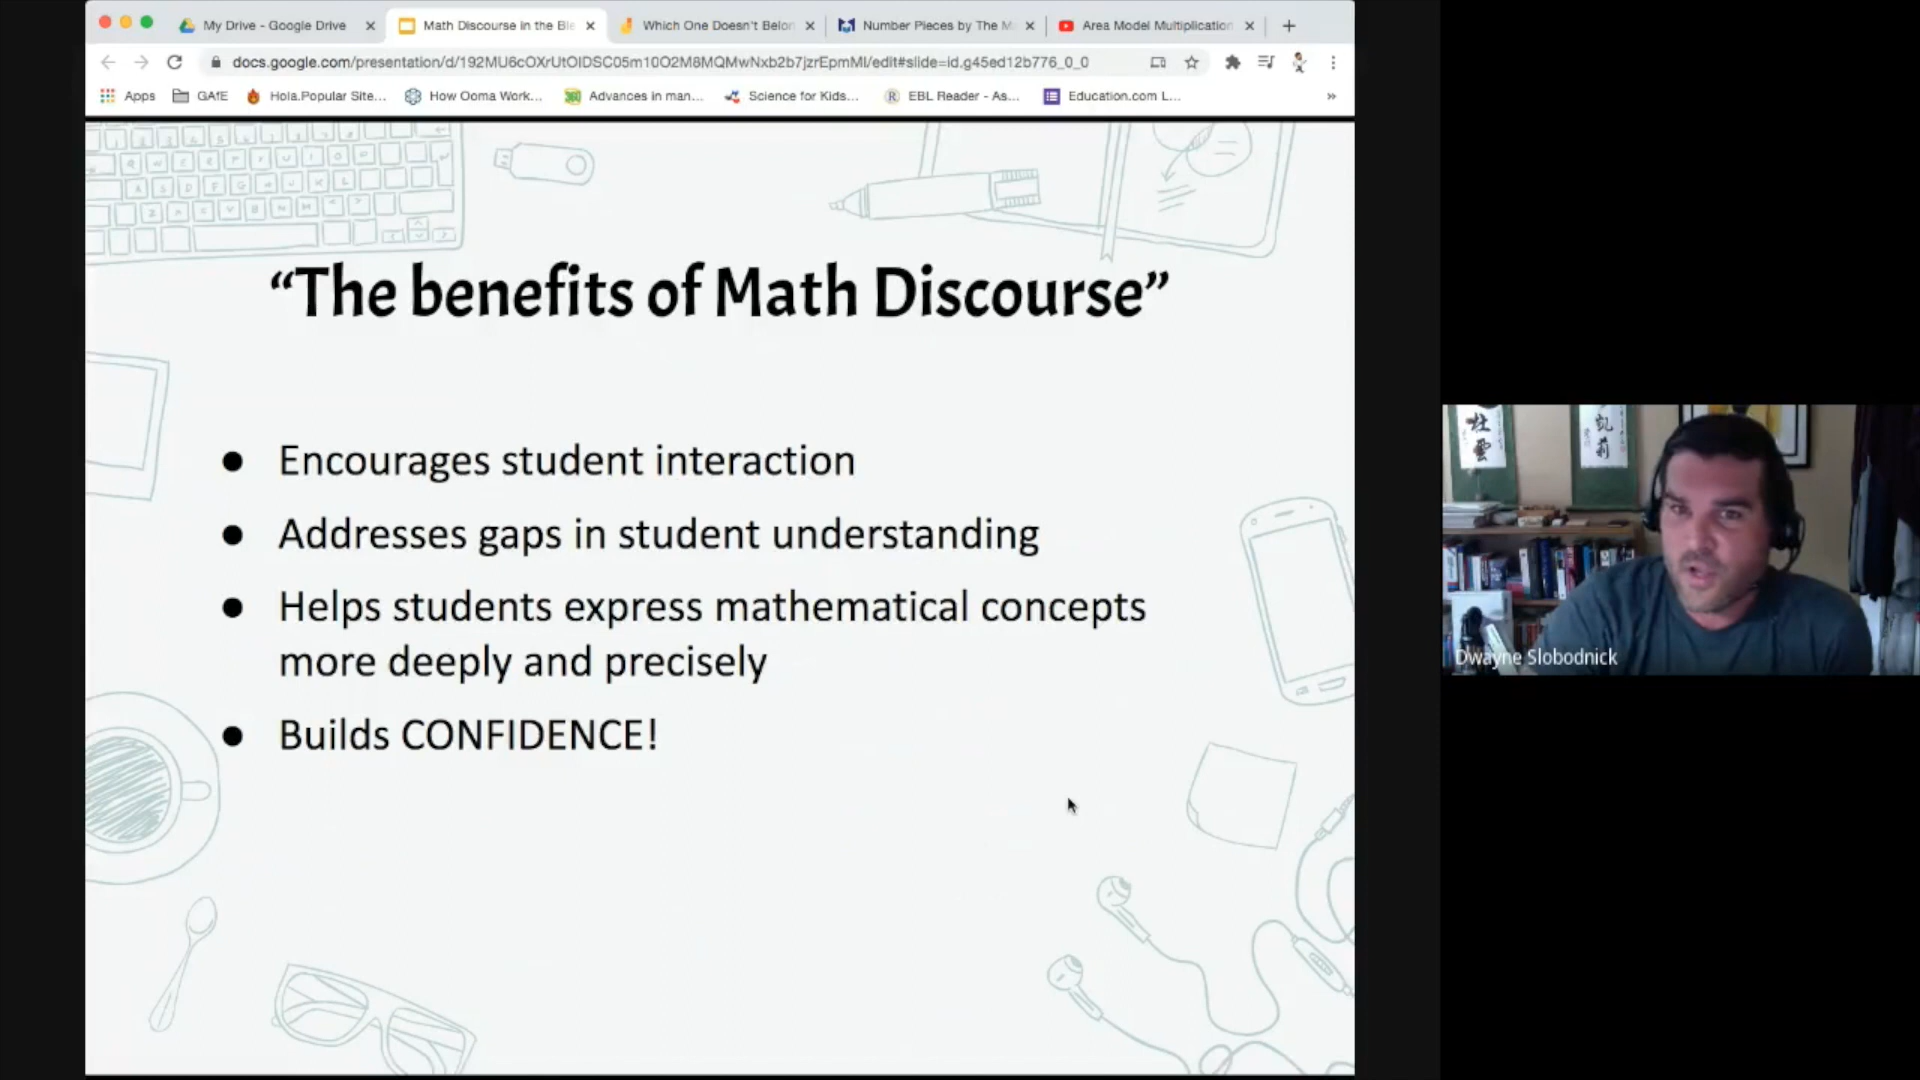 My Drive - Google Drive
Math Discourse in the Ble
Which One Doesn't Belon
Number Pieces by The M
Area Model Multiplication
docs.google.com/presentation/d/192MU6cOXrUtOIDSC05m10O2M8MQMwNxb2b7jzrEpmMI/edit#slide=id.g45ed12b776_0_0
Apps
GAfE
Hola.Popular Site...
How Ooma Work...
Advances in man...
Science for Kids...
EBL Reader - As...
Education.com L...
“The benefits of Math Discourse”
● Encourages student interaction
● Addresses gaps in student understanding
● Helps students express mathematical concepts
more deeply and precisely
● Builds CONFIDENCE!
凱
莉
Dwayne Slobodnick